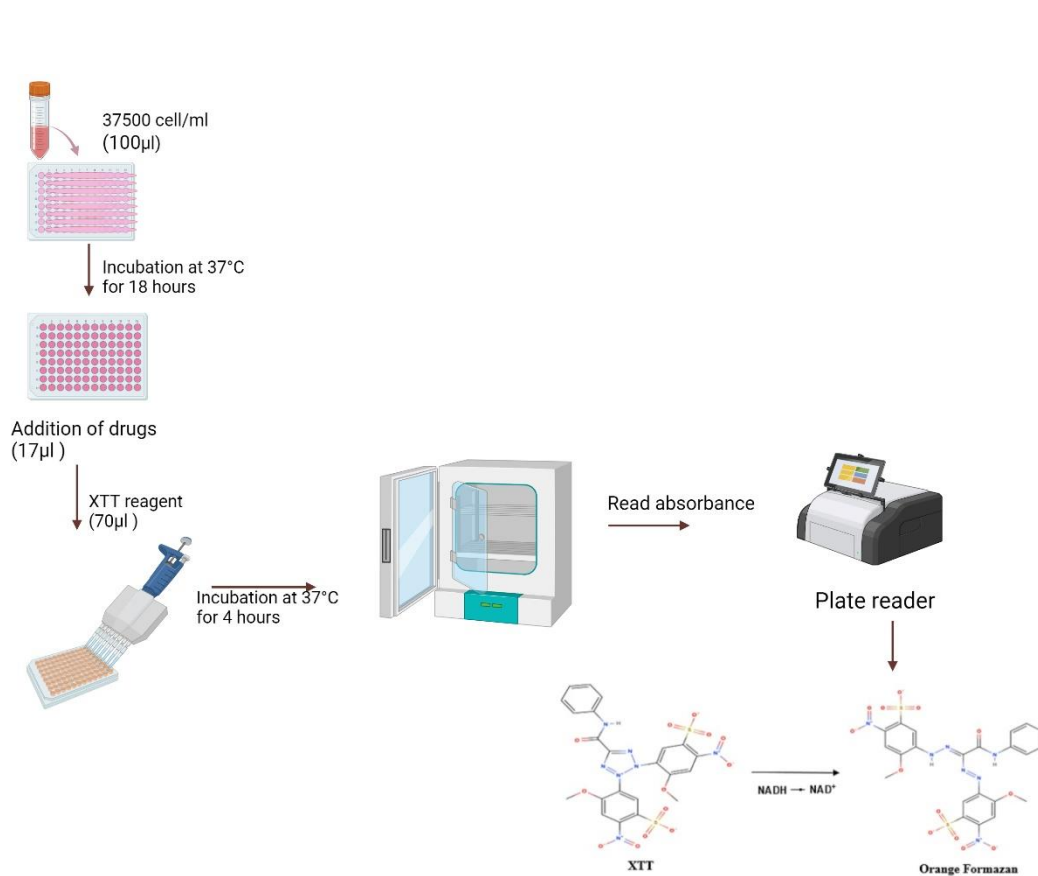 37500 cell/ml
(100µl)
Incubation at 37°C
for 18 hours
Addition of drugs
(17µl )
XTT reagent
(70µl )
Incubation at 37°C
for 4 hours
Read absorbance
Plate reader
NADH → NAD⁺
XTT
Orange Formazan